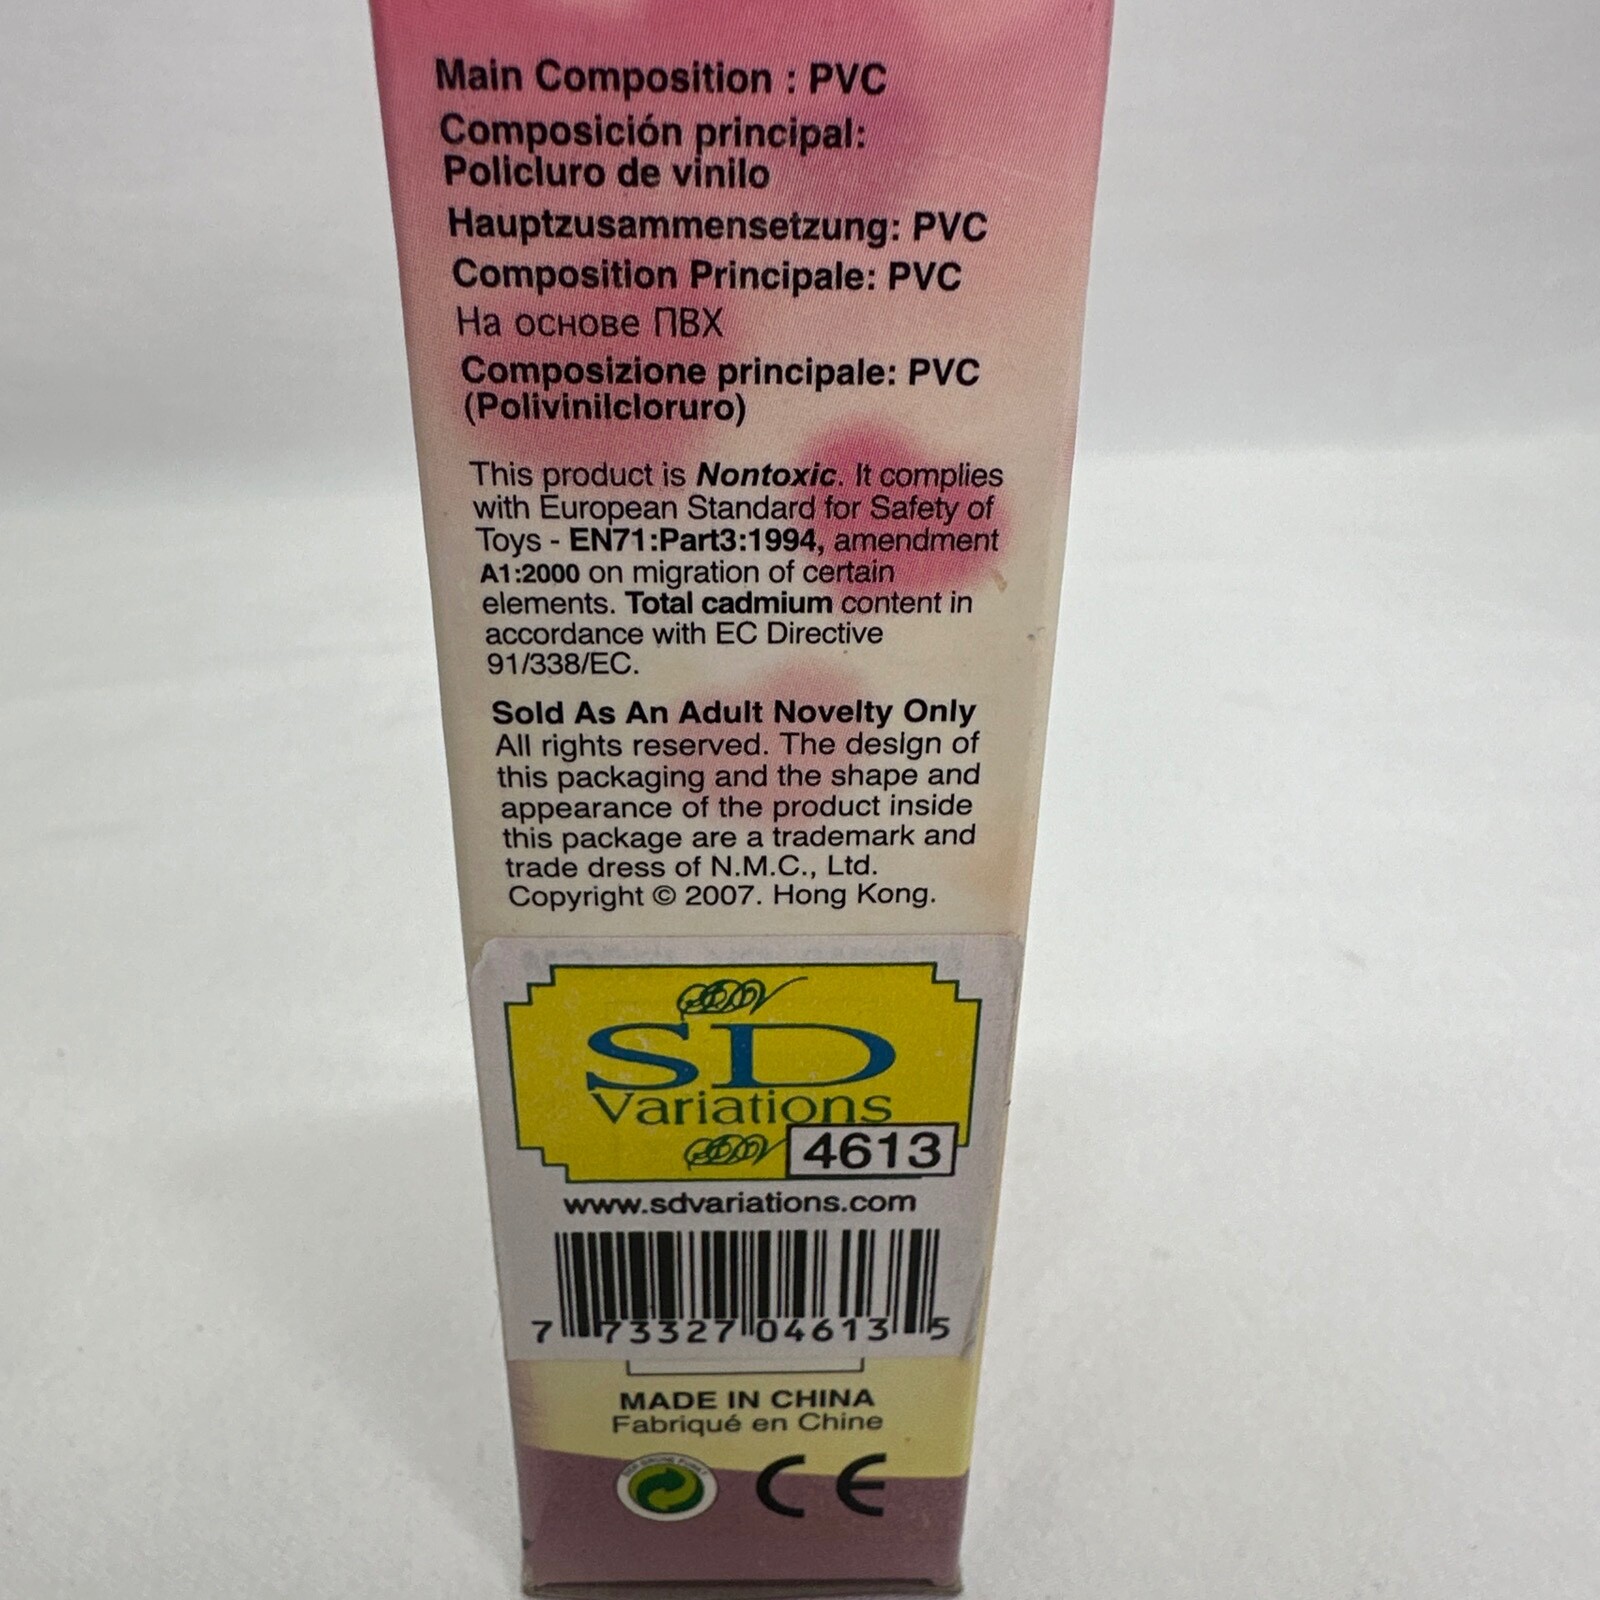 Main Composition : PVC
Composición principal:
Policluro de vinilo
Hauptzusammensetzung: PVC
Composition Principale: PVC
На основе ПВХ
Composizione principale: PVC
(Polivinilcloruro)
This product is Nontoxic. It complies
with European Standard for Safety of
Toys - EN71:Part3:1994, amendment
A1:2000 on migration of certain
elements. Total cadmium content in
accordance with EC Directive
91/338/EC.
Sold As An Adult Novelty Only
All rights reserved. The design of
this packaging and the shape and
appearance of the product inside
this package are a trademark and
trade dress of N.M.C., Ltd.
Copyright © 2007. Hong Kong.
SD
Variations
4613
www.sdvariations.com
7 73327 04613 5
MADE IN CHINA
Fabriqué en Chine
DER GRÜNE PUNKT
CE